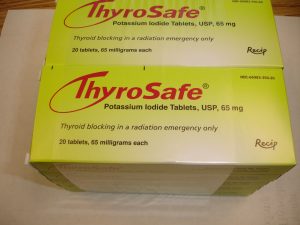 ThyroSafe®
Potassium Iodide Tablets, USP, 65 mg
Thyroid blocking in a radiation emergency only
20 tablets, 65 milligrams each
Recip
ThyroSafe®
Potassium Iodide Tablets, USP, 65 mg
Thyroid blocking in a radiation emergency only
20 tablets, 65 milligrams each
Recip